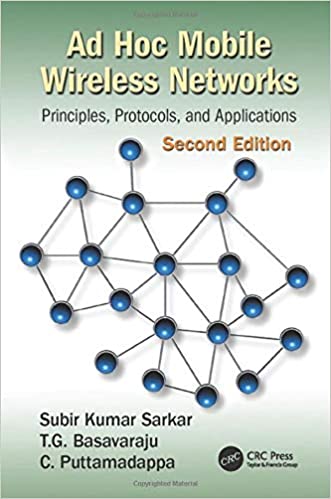 Ad Hoc Mobile
Wireless Networks
Principles, Protocols, and Applications
Second Edition
Subir Kumar Sarkar
T.G. Basavaraju
C. Puttamadappa
CRC
CRC Press
Taylor & Francis Group